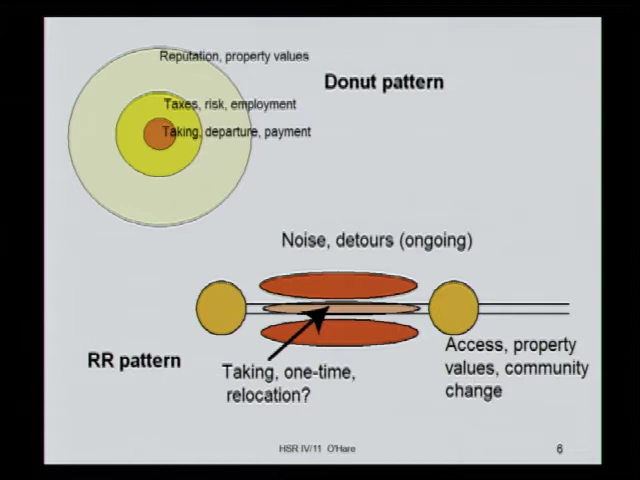 Reputation, property values
Donut pattern
Taxes, risk, employment
Taking, departure, payment
Noise, detours (ongoing)
RR pattern
Taking, one-time,
relocation?
Access, property
values, community
change
HSR IV/11 O'Hare
6